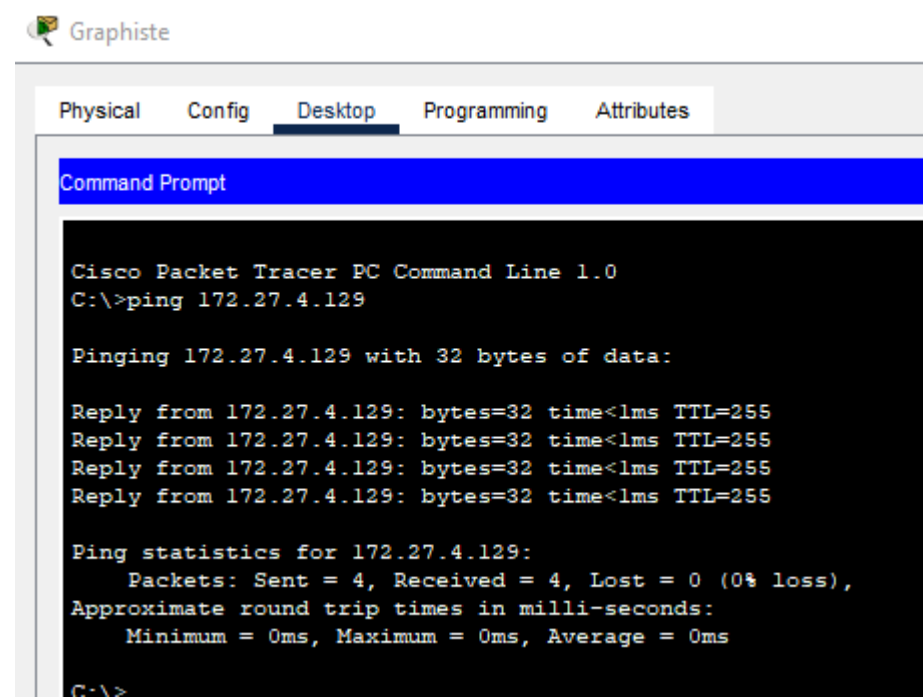 Graphiste
Physical Config Desktop Programming Attributes
Command Prompt
Cisco Packet Tracer PC Command Line 1.0
C:\>ping 172.27.4.129
Pinging 172.27.4.129 with 32 bytes of data:
Reply from 172.27.4.129: bytes=32 time<1ms TTL=255
Reply from 172.27.4.129: bytes=32 time<1ms TTL=255
Reply from 172.27.4.129: bytes=32 time<1ms TTL=255
Reply from 172.27.4.129: bytes=32 time<1ms TTL=255
Ping statistics for 172.27.4.129:
Packets: Sent = 4, Received = 4, Lost = 0 (0% loss),
Approximate round trip times in milli-seconds:
Minimum = 0ms, Maximum = 0ms, Average = 0ms
C:\>